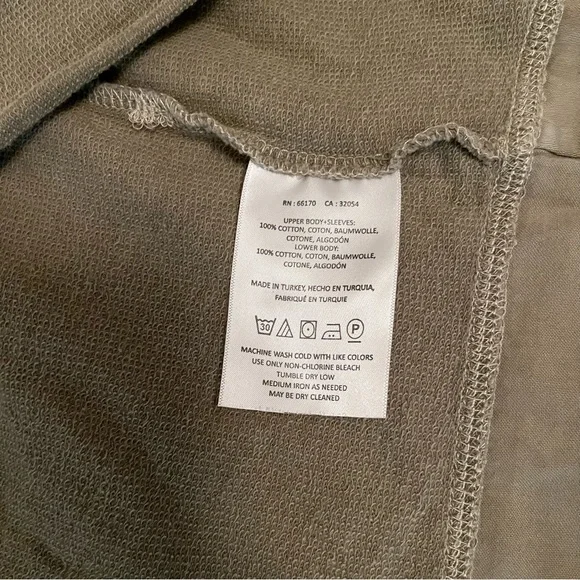 RN : 66170 CA : 32054
UPPER BODY+SLEEVES:
100% COTTON, COTON, BAUMWOLLE,
COTONE, ALGODÓN
LOWER BODY:
100% COTTON, COTON, BAUMWOLLE,
COTONE, ALGODÓN
MADE IN TURKEY, HECHO EN TURQUIA,
FABRIQUÉ EN TURQUIE
30 P
MACHINE WASH COLD WITH LIKE COLORS
USE ONLY NON-CHLORINE BLEACH
TUMBLE DRY LOW
MEDIUM IRON AS NEEDED
MAY BE DRY CLEANED